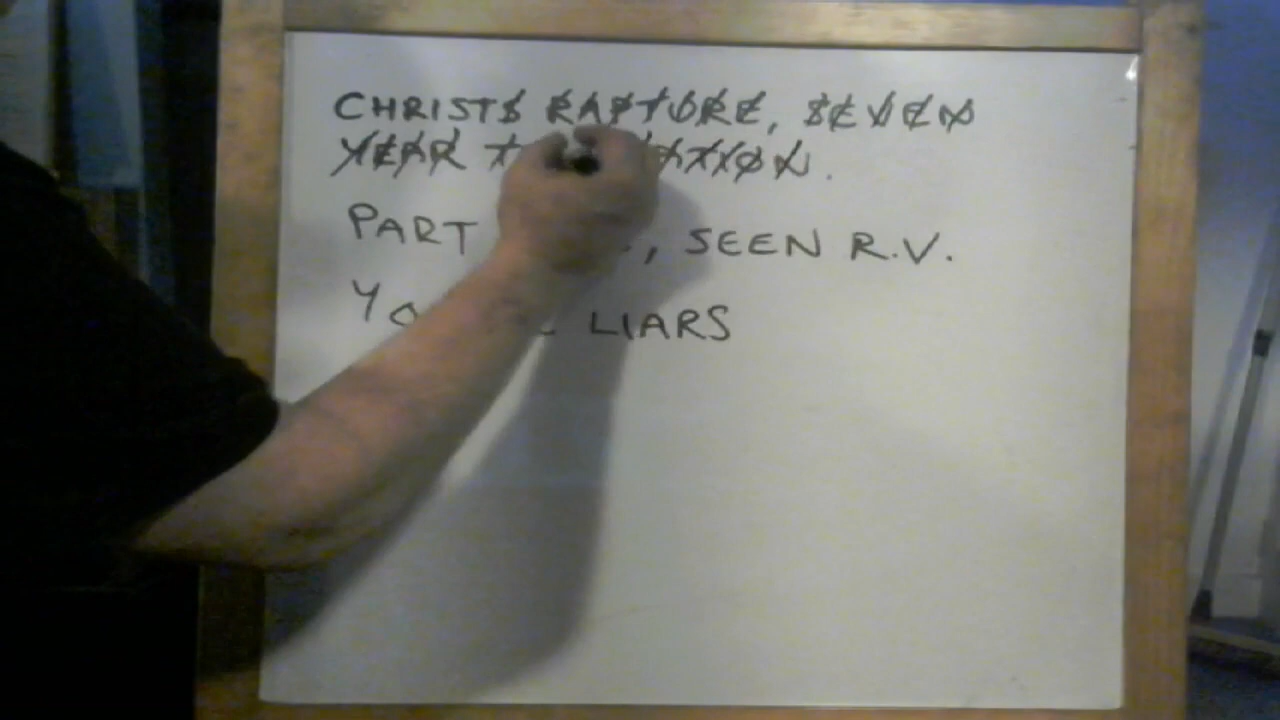 CHRISTS RAPTURE, SEVEN
YEAR
PART , SEEN R.V.
LIARS